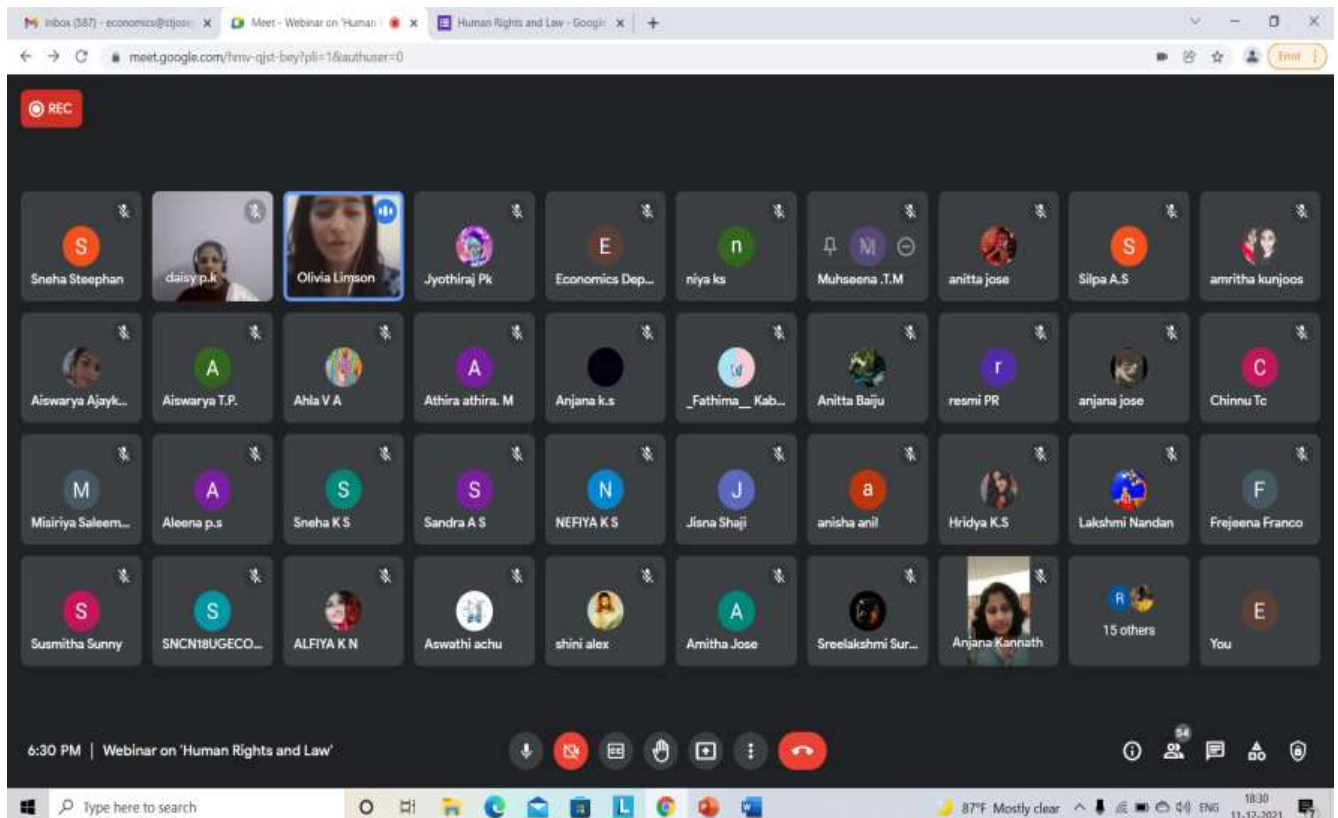 Inbox (587) - economics@stjose
Meet - Webinar on 'Human
Human Rights and Law - Google
meet.google.com/hmv-qjst-bey?pli=1&authuser=0
Error
REC
S
Sneha Steephan
daisy p.k
Olivia Limson
Jyothiraj Pk
E
Economics Dep...
n
niya ks
M
Muhseena .T.M
anitta jose
S
Silpa A.S
amritha kunjoos
Aiswarya Ajayk...
A
Aiswarya T.P.
Ahla V A
A
Athira athira. M
Anjana k.s
_Fathima__ Kab...
Anitta Baiju
r
resmi PR
anjana jose
C
Chinnu Tc
M
Misiriya Saleem...
A
Aleena p.s
S
Sneha K S
S
Sandra A S
N
NEFIYA K S
J
Jisna Shaji
a
anisha anil
Hridya K.S
Lakshmi Nandan
F
Frejeena Franco
S
Susmitha Sunny
S
SNCN18UGECO...
ALFIYA K N
Aswathi achu
shini alex
A
Amitha Jose
Sreelakshmi Sur...
Anjana Kannath
R
15 others
E
You
6:30 PM | Webinar on 'Human Rights and Law'
54
Type here to search
87°F Mostly clear
ENG
18:30
11-12-2021